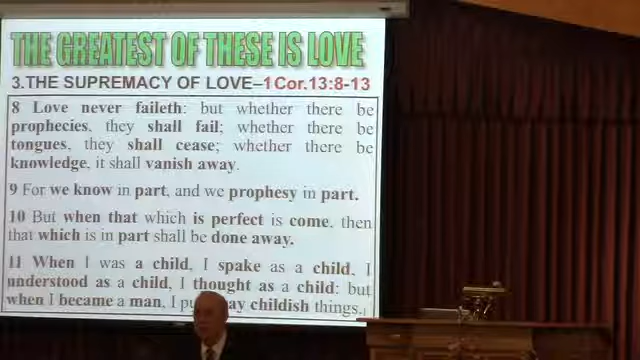 THE GREATEST OF THESE IS LOVE
3.THE SUPREMACY OF LOVE–1Cor.13:8-13
8 Love never faileth: but whether there be
prophecies, they shall fail; whether there be
tongues, they shall cease; whether there be
knowledge, it shall vanish away.
9 For we know in part, and we prophesy in part.
10 But when that which is perfect is come, then
that which is in part shall be done away.
11 When I was a child, I spake as a child, I
understood as a child, I thought as a child: but
when I became a man, I childish things.